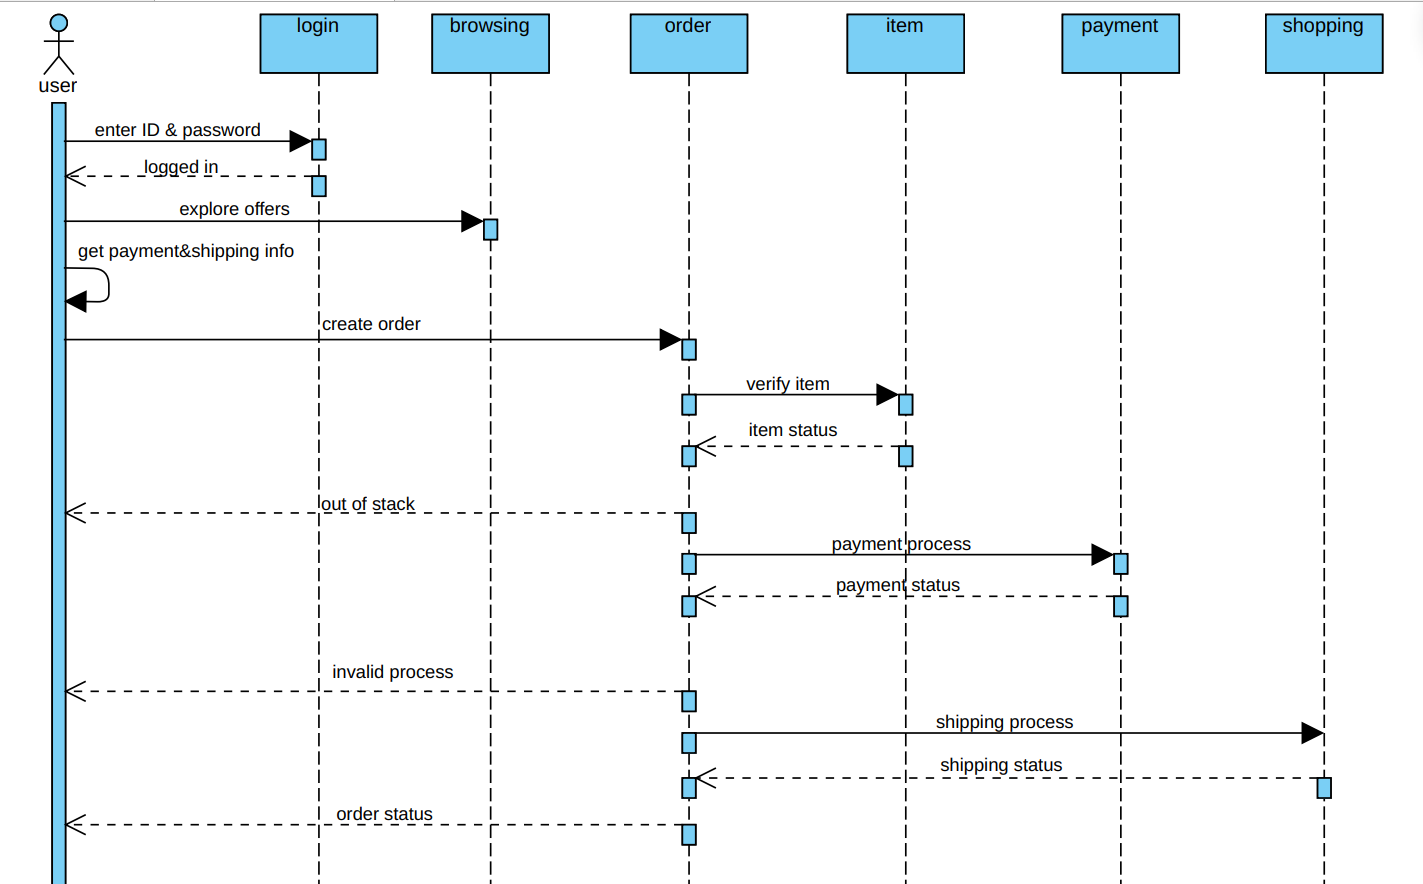 login
browsing
order
item
payment
shopping
user
enter ID & password
logged in
explore offers
get payment&shipping info
create order
verify item
item status
out of stack
payment process
payment status
invalid process
shipping process
shipping status
order status